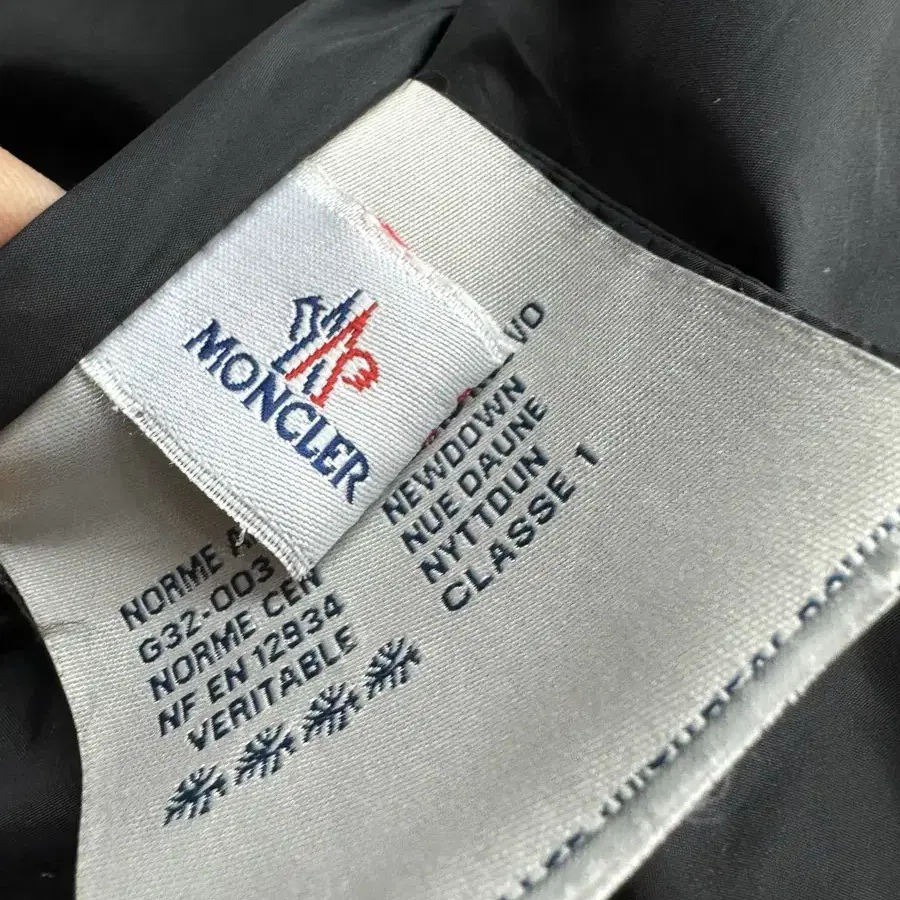 MONCLER
NEWDOWN
NUE DAUNE
NYTTDUN
CLASSE 1
NORME
G32-003
NORME CEN
NF EN 12934
VERITABLE